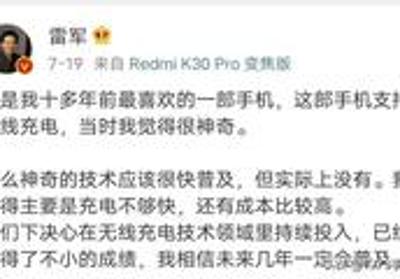 雷军
7-19 来自 Redmi K30 Pro 变焦版
是我十多年前最喜欢的一部手机，这部手机支持
线充电，当时我觉得很神奇。
么神奇的技术应该很快普及，但实际上没有。我
得主要是充电不够快，还有成本比较高。
们下决心在无线充电技术领域里持续投入，已经
得了不小的成绩，我相信未来几年一定会普及